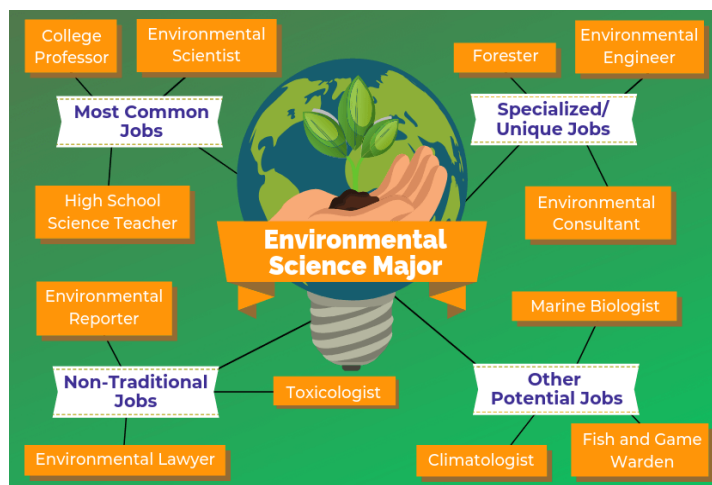 College
Professor
Environmental
Scientist
Most Common
Jobs
High School
Science Teacher
Forester
Environmental
Engineer
Specialized/
Unique Jobs
Environmental
Consultant
Environmental
Science Major
Environmental
Reporter
Non-Traditional
Jobs
Toxicologist
Environmental Lawyer
Marine Biologist
Other
Potential Jobs
Climatologist
Fish and Game
Warden